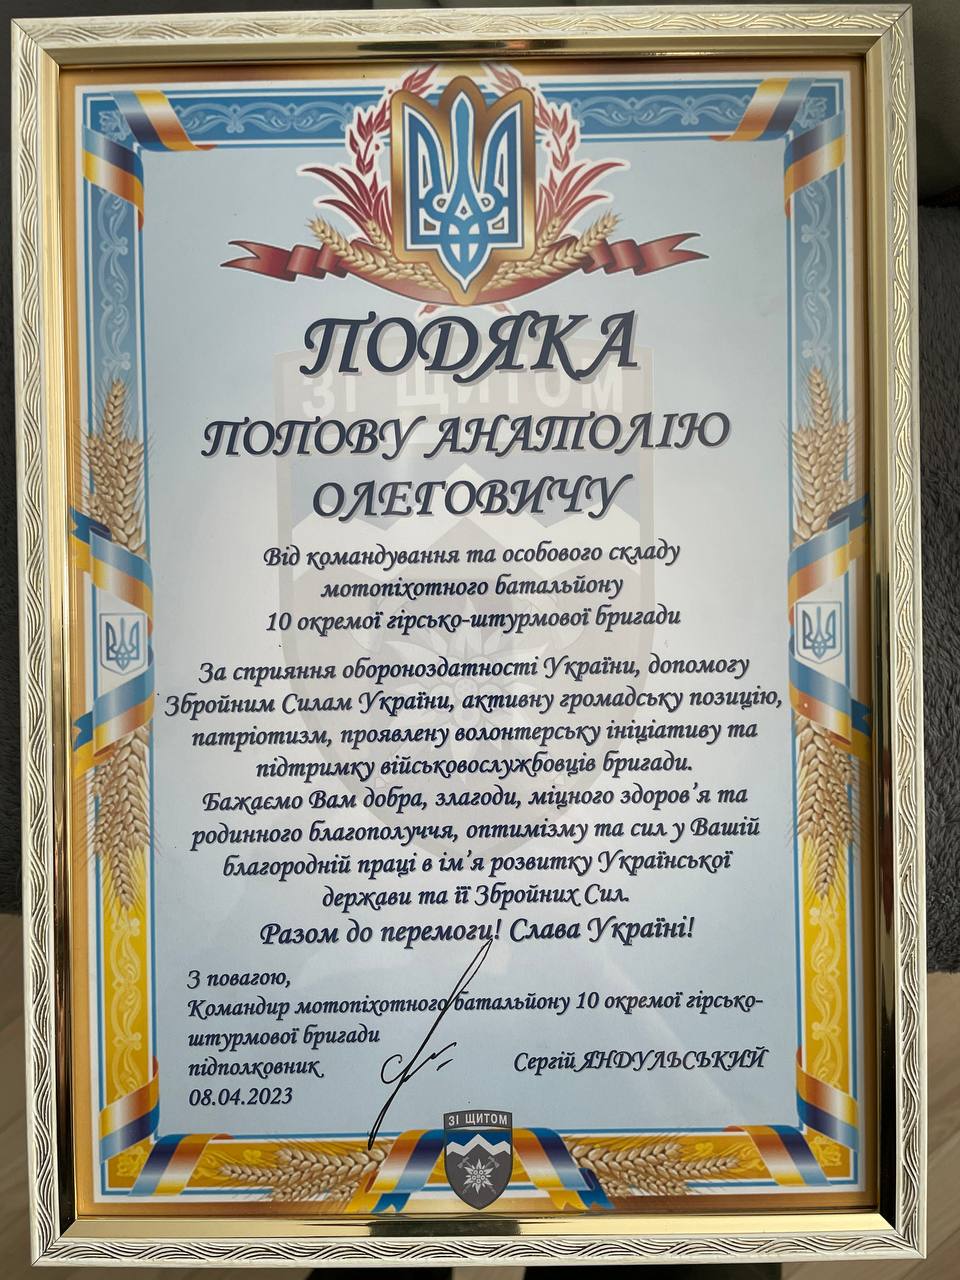 ПОДЯКА
ЗІ ЩИТОМ
ПОПОВУ АНАТОЛІЮ
ОЛЕГОВИЧУ
Від командування та особового складу
мотопіхотного батальйону
10 окремої гірсько-штурмової бригади
За сприяння обороноздатності України, допомогу
Збройним Силам України, активну громадську позицію,
патріотизм, проявлену волонтерську ініціативу та
підтримку військовослужбовців бригади.
Бажаємо Вам добра, злагоди, міцного здоров’я та
родинного благополуччя, оптимізму та сил у Вашій
благородній праці в ім’я розвитку Української
держави та її Збройних Сил.
Разом до перемоги! Слава Україні!
З повагою,
Командир мотопіхотного батальйону 10 окремої гірсько-
штурмової бригади
підполковник Сергій ЯНДУЛЬСЬКИЙ
08.04.2023
ЗІ ЩИТОМ